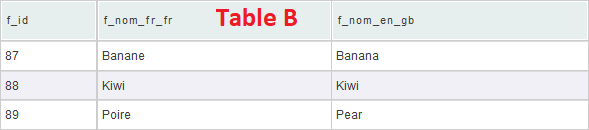 f_id f_nom_fr_fr Table B f_nom_en_gb
87 Banane Banana
88 Kiwi Kiwi
89 Poire Pear